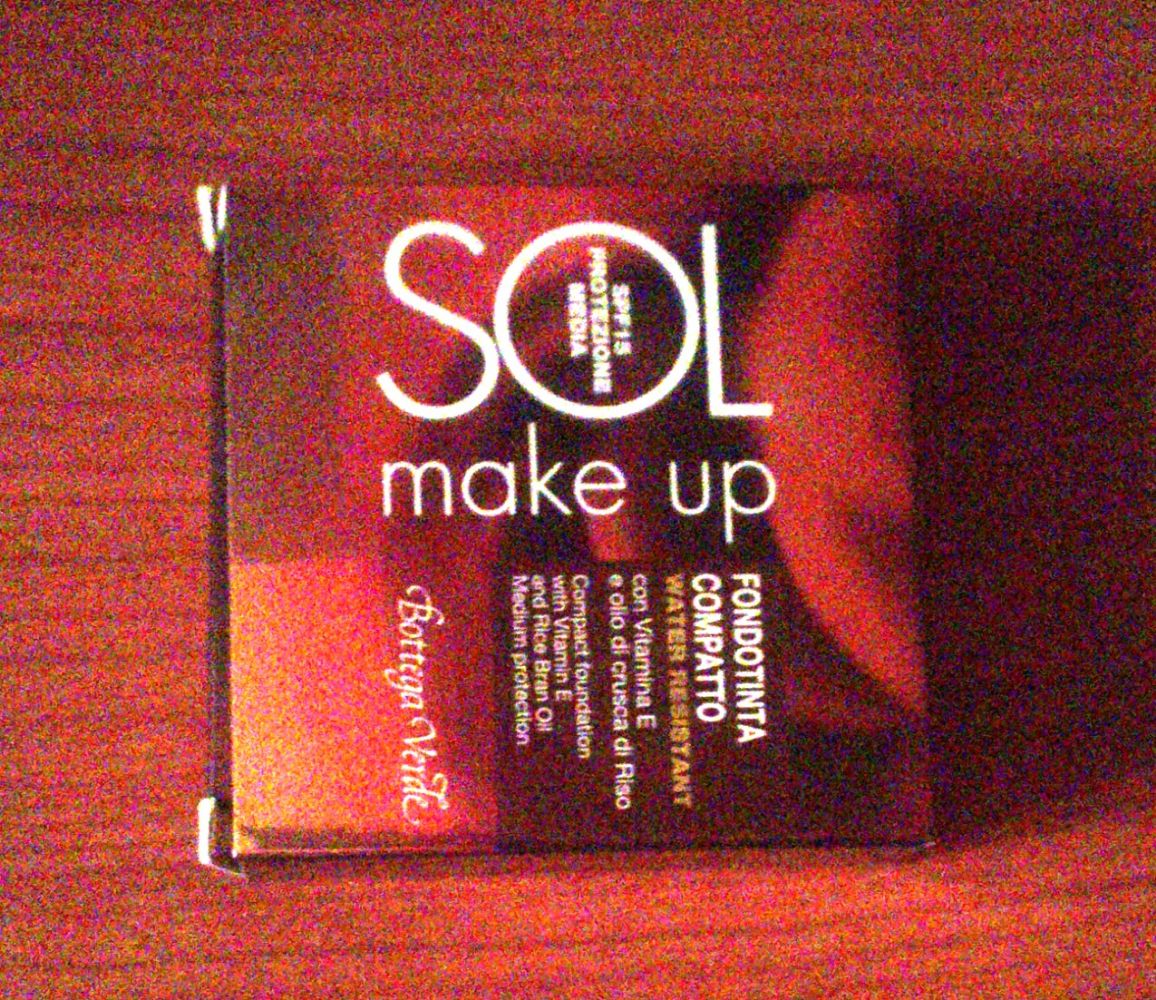 SOL
SPF 15
PROTEZIONE
MEDIA
make up
FONDOTINTA
COMPATTO
WATER RESISTANT
con Vitamina E
e olio di crusca di Riso
Compact foundation
with Vitamin E
and Rice Bran Oil
Medium protection
Bottega Verde